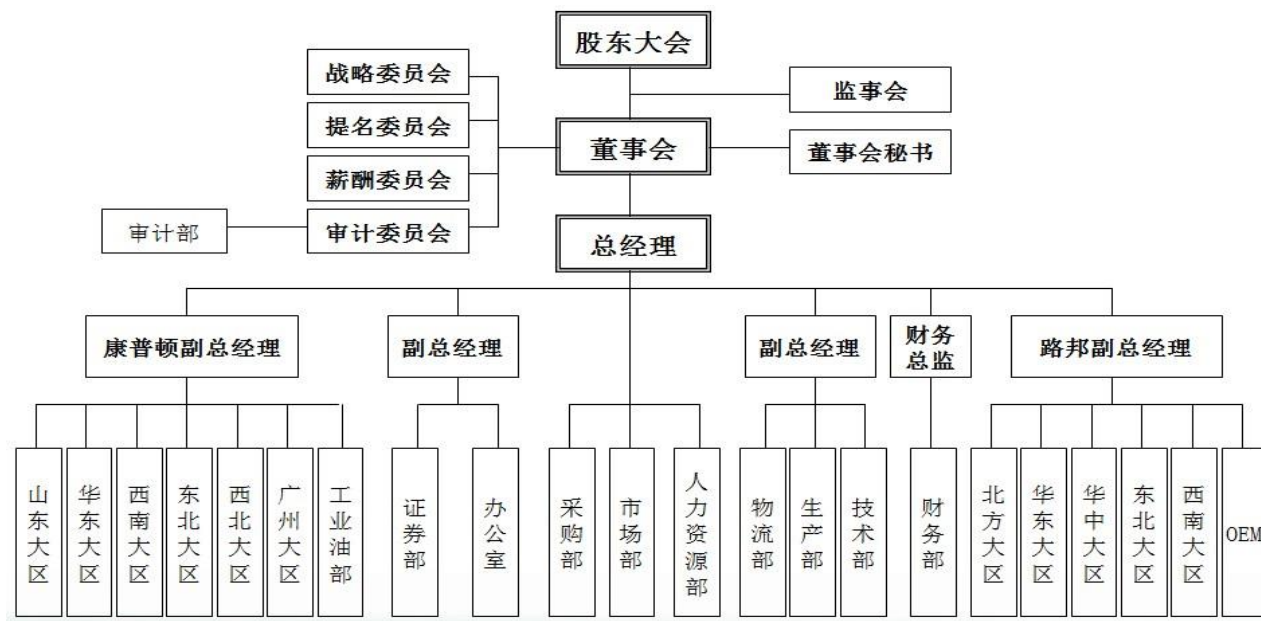 股东大会
战略委员会
监事会
提名委员会
董事会
董事会秘书
薪酬委员会
审计部
审计委员会
总经理
康普顿副总经理
副总经理
副总经理
财务
总监
路邦副总经理
山东大区
华东大区
西南大区
东北大区
西北大区
广州大区
工业油部
证券部
办公室
采购部
市场部
人力资源部
物流部
生产部
技术部
财务部
北方大区
华东大区
华中大区
东北大区
西南大区
OEM